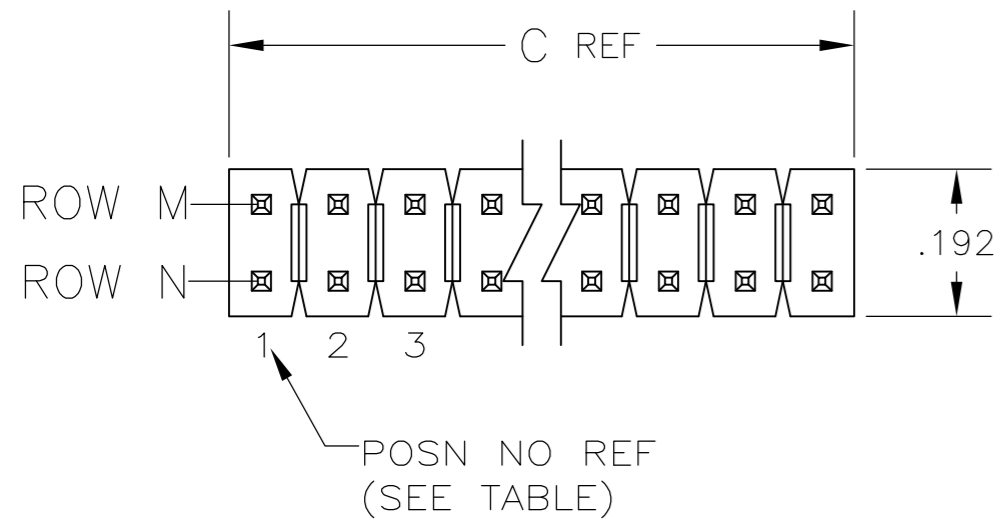 C REF
ROW M
.192
ROW N
1 2 3
POSN NO REF
(SEE TABLE)